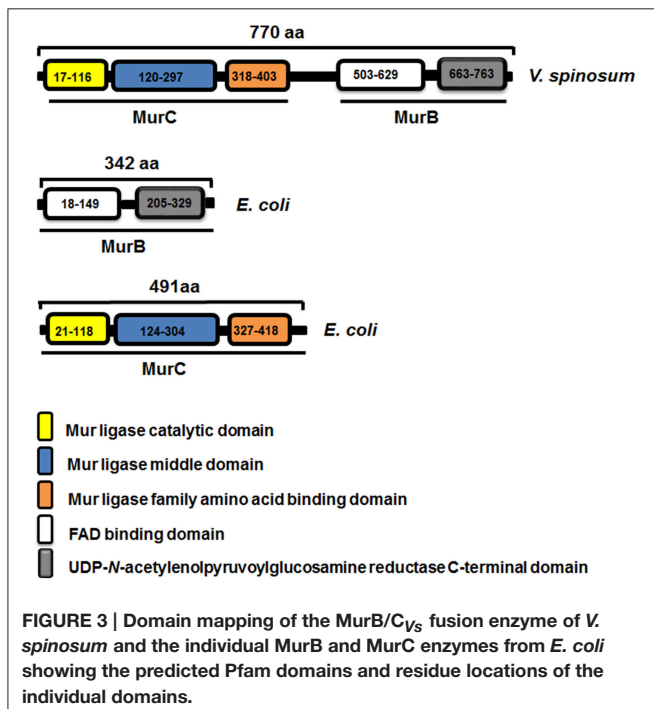 770 aa
17-116 120-297 318-403 503-629 663-763 V. spinosum
MurC MurB
342 aa
18-149 205-329 E. coli
MurB
491aa
21-118 124-304 327-418 E. coli
MurC
Mur ligase catalytic domain
Mur ligase middle domain
Mur ligase family amino acid binding domain
FAD binding domain
UDP-N-acetylenolpyruvoylglucosamine reductase C-terminal domain
FIGURE 3 | Domain mapping of the MurB/CVs fusion enzyme of V.
spinosum and the individual MurB and MurC enzymes from E. coli
showing the predicted Pfam domains and residue locations of the
individual domains.